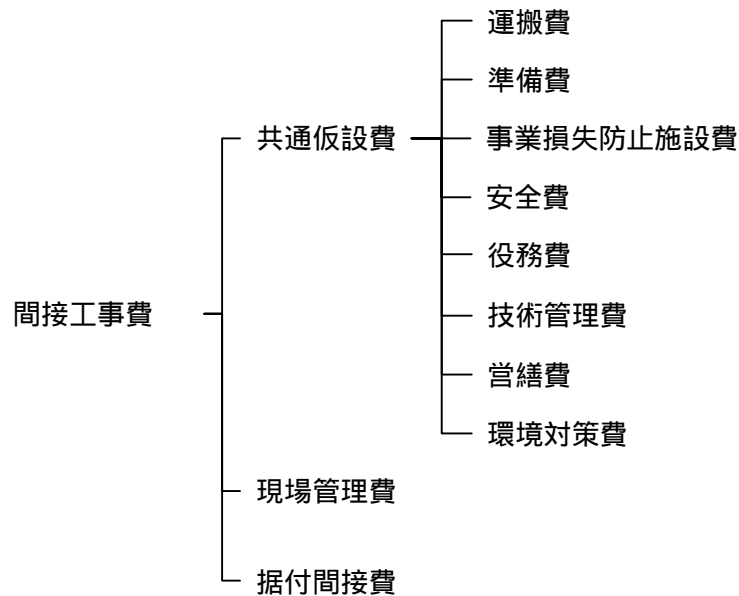 間接工事費
共通仮設費
運搬費
準備費
事業損失防止施設費
安全費
役務費
技術管理費
営繕費
環境対策費
現場管理費
据付間接費